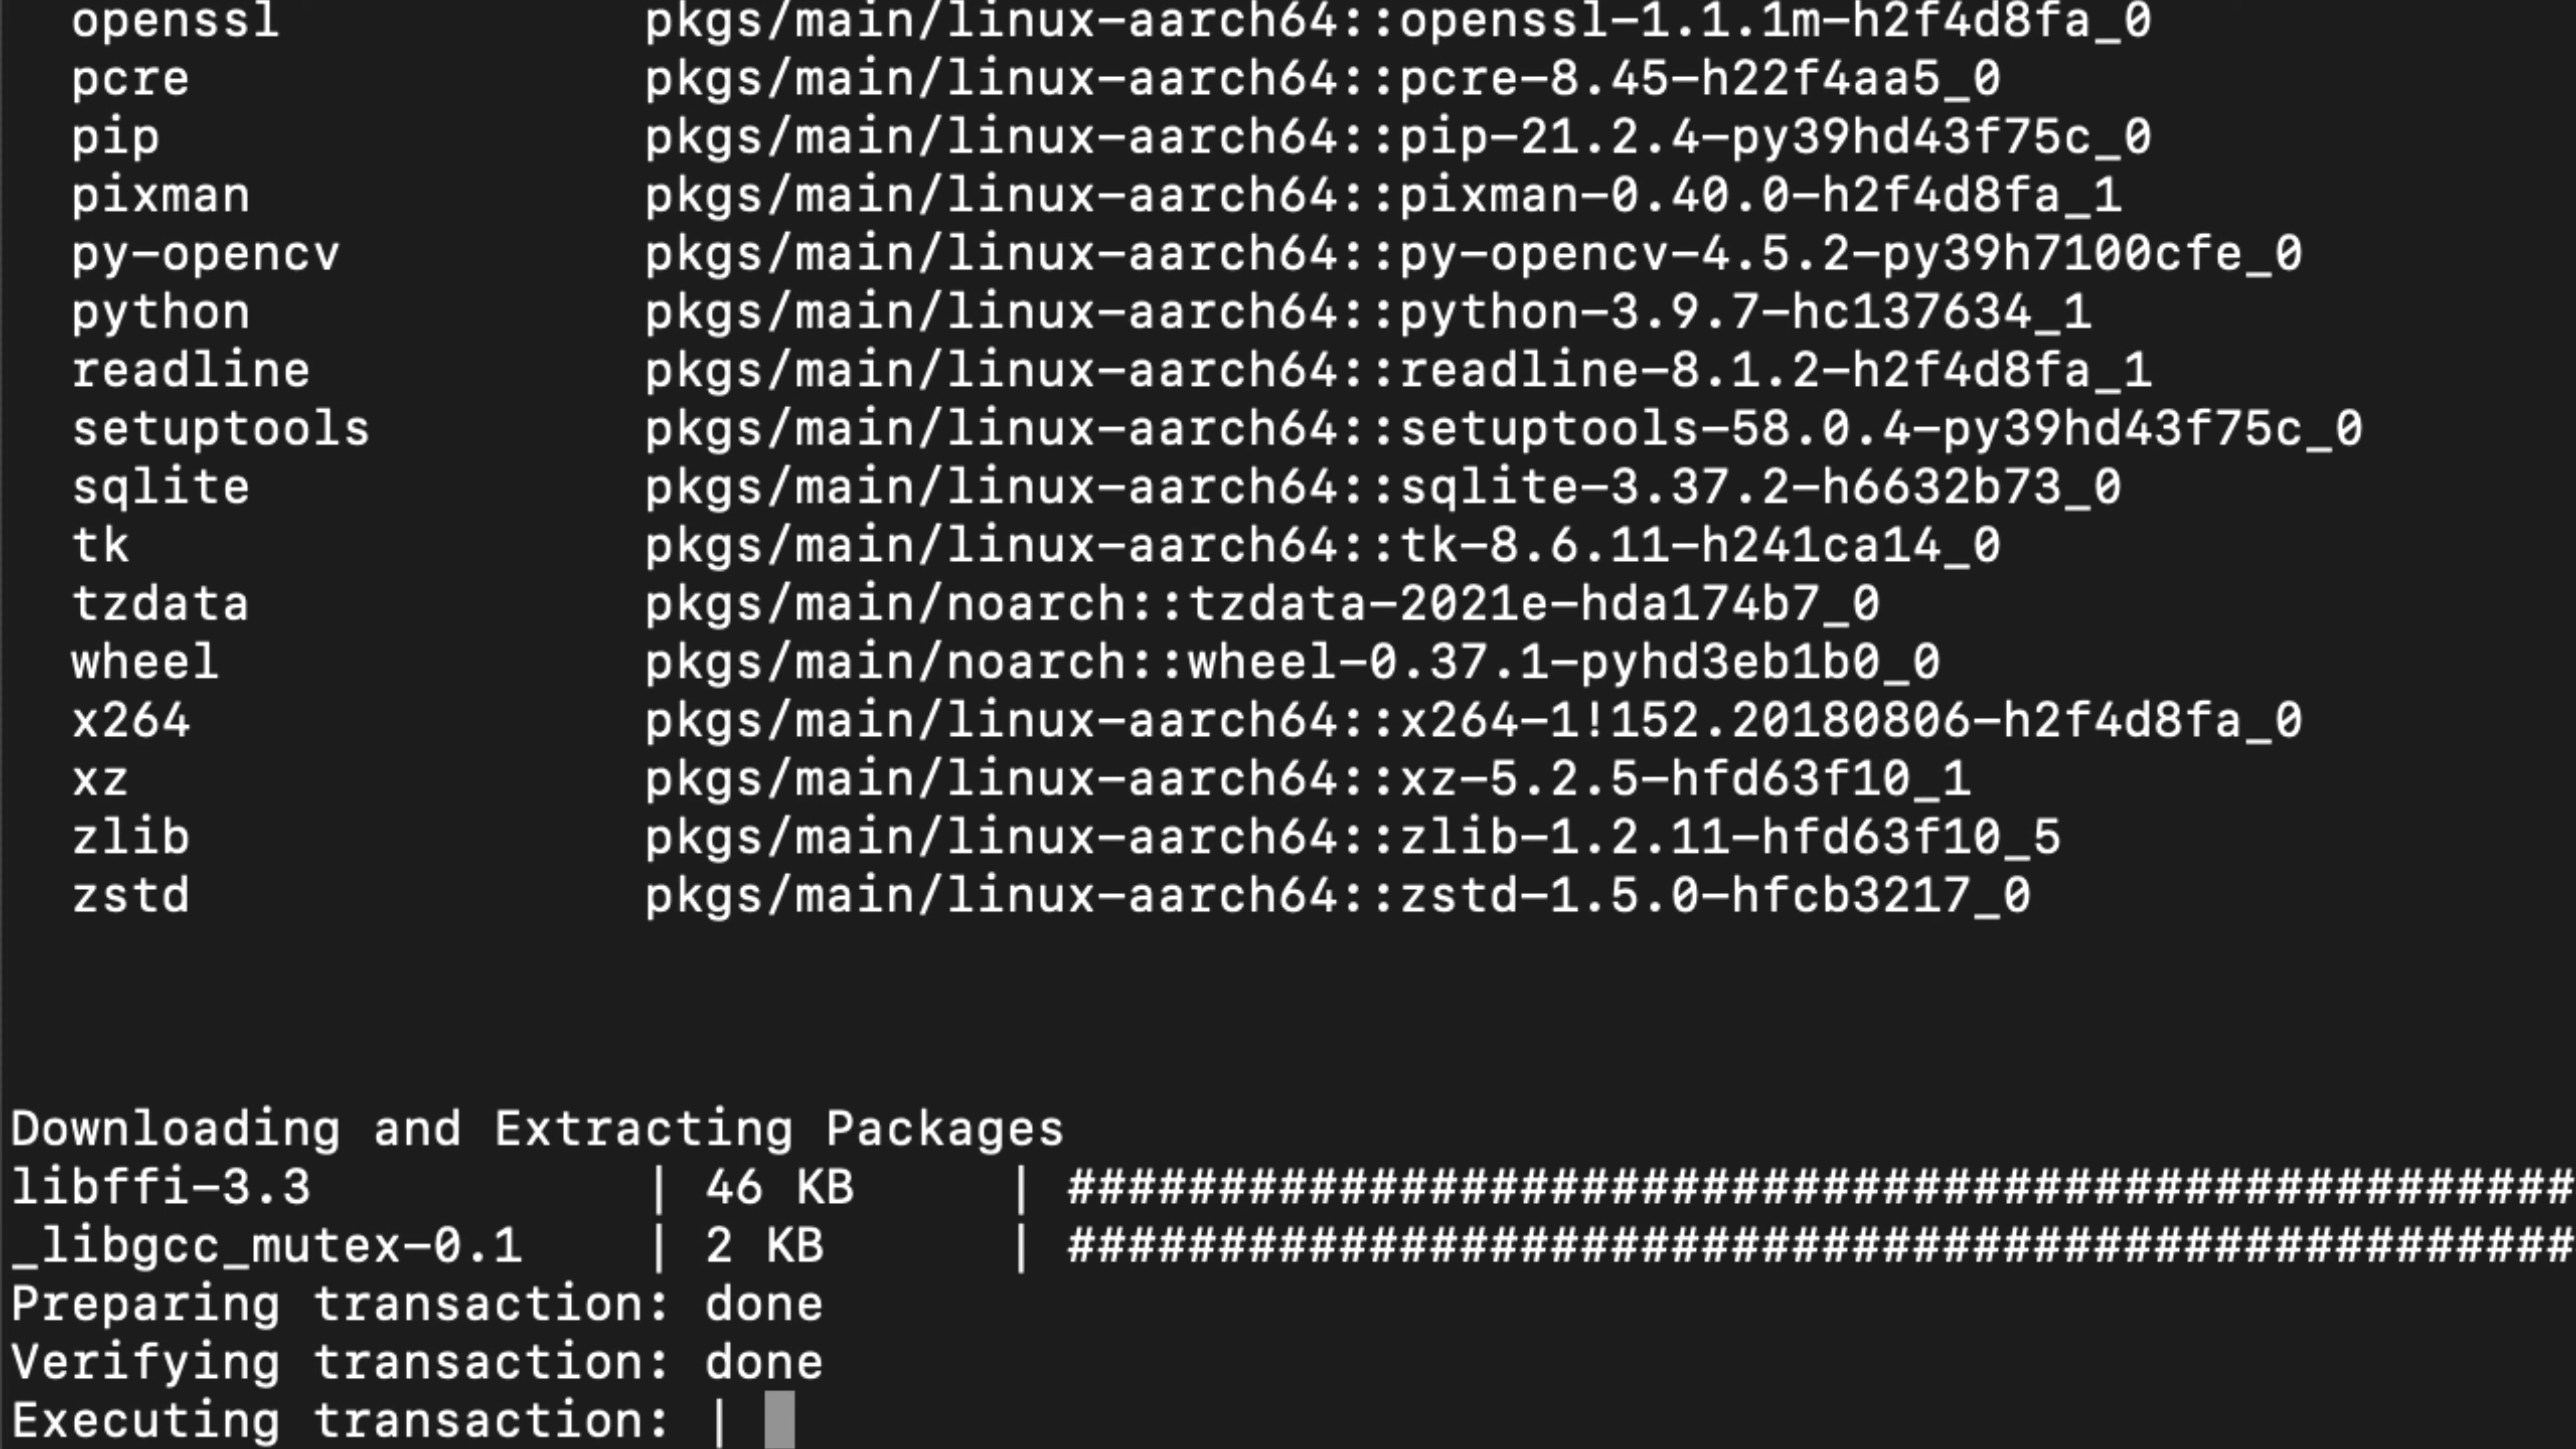 openssl pkgs/main/linux-aarch64::openssl-1.1.1m-h2f4d8fa_0
pcre pkgs/main/linux-aarch64::pcre-8.45-h22f4aa5_0
pip pkgs/main/linux-aarch64::pip-21.2.4-py39hd43f75c_0
pixman pkgs/main/linux-aarch64::pixman-0.40.0-h2f4d8fa_1
py-opencv pkgs/main/linux-aarch64::py-opencv-4.5.2-py39h7100cfe_0
python pkgs/main/linux-aarch64::python-3.9.7-hc137634_1
readline pkgs/main/linux-aarch64::readline-8.1.2-h2f4d8fa_1
setuptools pkgs/main/linux-aarch64::setuptools-58.0.4-py39hd43f75c_0
sqlite pkgs/main/linux-aarch64::sqlite-3.37.2-h6632b73_0
tk pkgs/main/linux-aarch64::tk-8.6.11-h241ca14_0
tzdata pkgs/main/noarch::tzdata-2021e-hda174b7_0
wheel pkgs/main/noarch::wheel-0.37.1-pyhd3eb1b0_0
x264 pkgs/main/linux-aarch64::x264-1!152.20180806-h2f4d8fa_0
xz pkgs/main/linux-aarch64::xz-5.2.5-hfd63f10_1
zlib pkgs/main/linux-aarch64::zlib-1.2.11-hfd63f10_5
zstd pkgs/main/linux-aarch64::zstd-1.5.0-hfcb3217_0
Downloading and Extracting Packages
libffi-3.3 | 46 KB | ##################################################
_libgcc_mutex-0.1 | 2 KB | ##################################################
Preparing transaction: done
Verifying transaction: done
Executing transaction: |